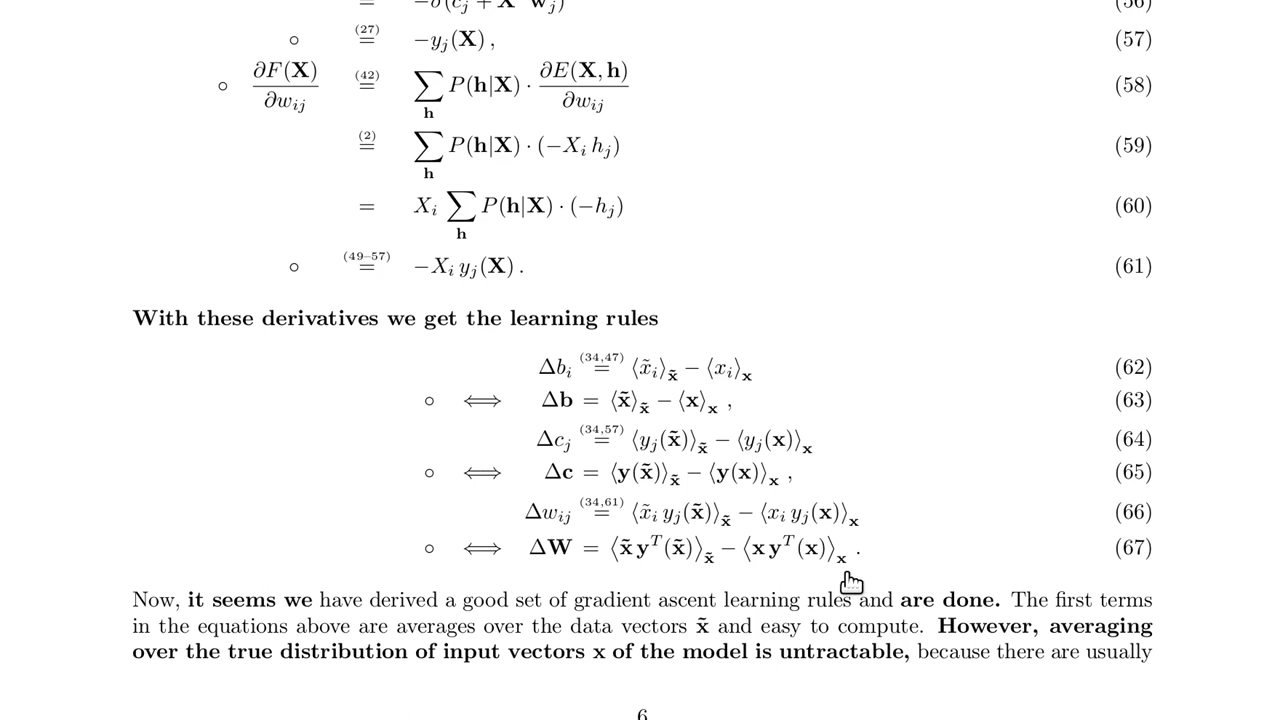 = −σ(c_j + X^T w_j) (56)
∘ (27)= −y_j(X) , (57)
∘ ∂F(X)/∂w_ij (42)= ∑_h P(h|X) · ∂E(X, h)/∂w_ij (58)
(2)= ∑_h P(h|X) · (−X_i h_j) (59)
= X_i ∑_h P(h|X) · (−h_j) (60)
∘ (49–57)= −X_i y_j(X) . (61)
With these derivatives we get the learning rules
Δb_i (34,47)= ⟨x̃_i⟩_x̃ − ⟨x_i⟩_x (62)
∘ ⟺ Δb = ⟨x̃⟩_x̃ − ⟨x⟩_x , (63)
Δc_j (34,57)= ⟨y_j(x̃)⟩_x̃ − ⟨y_j(x)⟩_x (64)
∘ ⟺ Δc = ⟨y(x̃)⟩_x̃ − ⟨y(x)⟩_x , (65)
Δw_ij (34,61)= ⟨x̃_i y_j(x̃)⟩_x̃ − ⟨x_i y_j(x)⟩_x (66)
∘ ⟺ ΔW = ⟨x̃ y^T(x̃)⟩_x̃ − ⟨x y^T(x)⟩_x . (67)
Now, it seems we have derived a good set of gradient ascent learning rules and are done. The first terms
in the equations above are averages over the data vectors x̃ and easy to compute. However, averaging
over the true distribution of input vectors x of the model is untractable, because there are usually
6